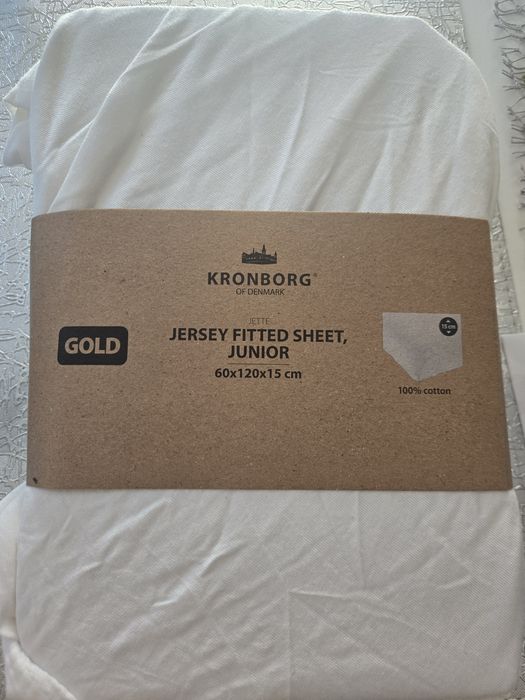 KRONBORG®
OF DENMARK
JETTE
JERSEY FITTED SHEET,
JUNIOR
60x120x15 cm
GOLD
15 cm
100% cotton